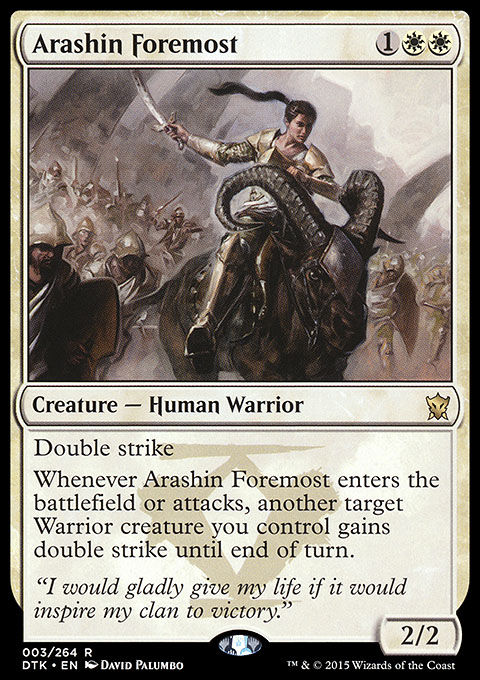 Arashin Foremost 1
Creature — Human Warrior
Double strike
Whenever Arashin Foremost enters the
battlefield or attacks, another target
Warrior creature you control gains
double strike until end of turn.
“I would gladly give my life if it would
inspire my clan to victory.”
2/2
003/264 R
DTK • EN David Palumbo
™ & © 2015 Wizards of the Coast